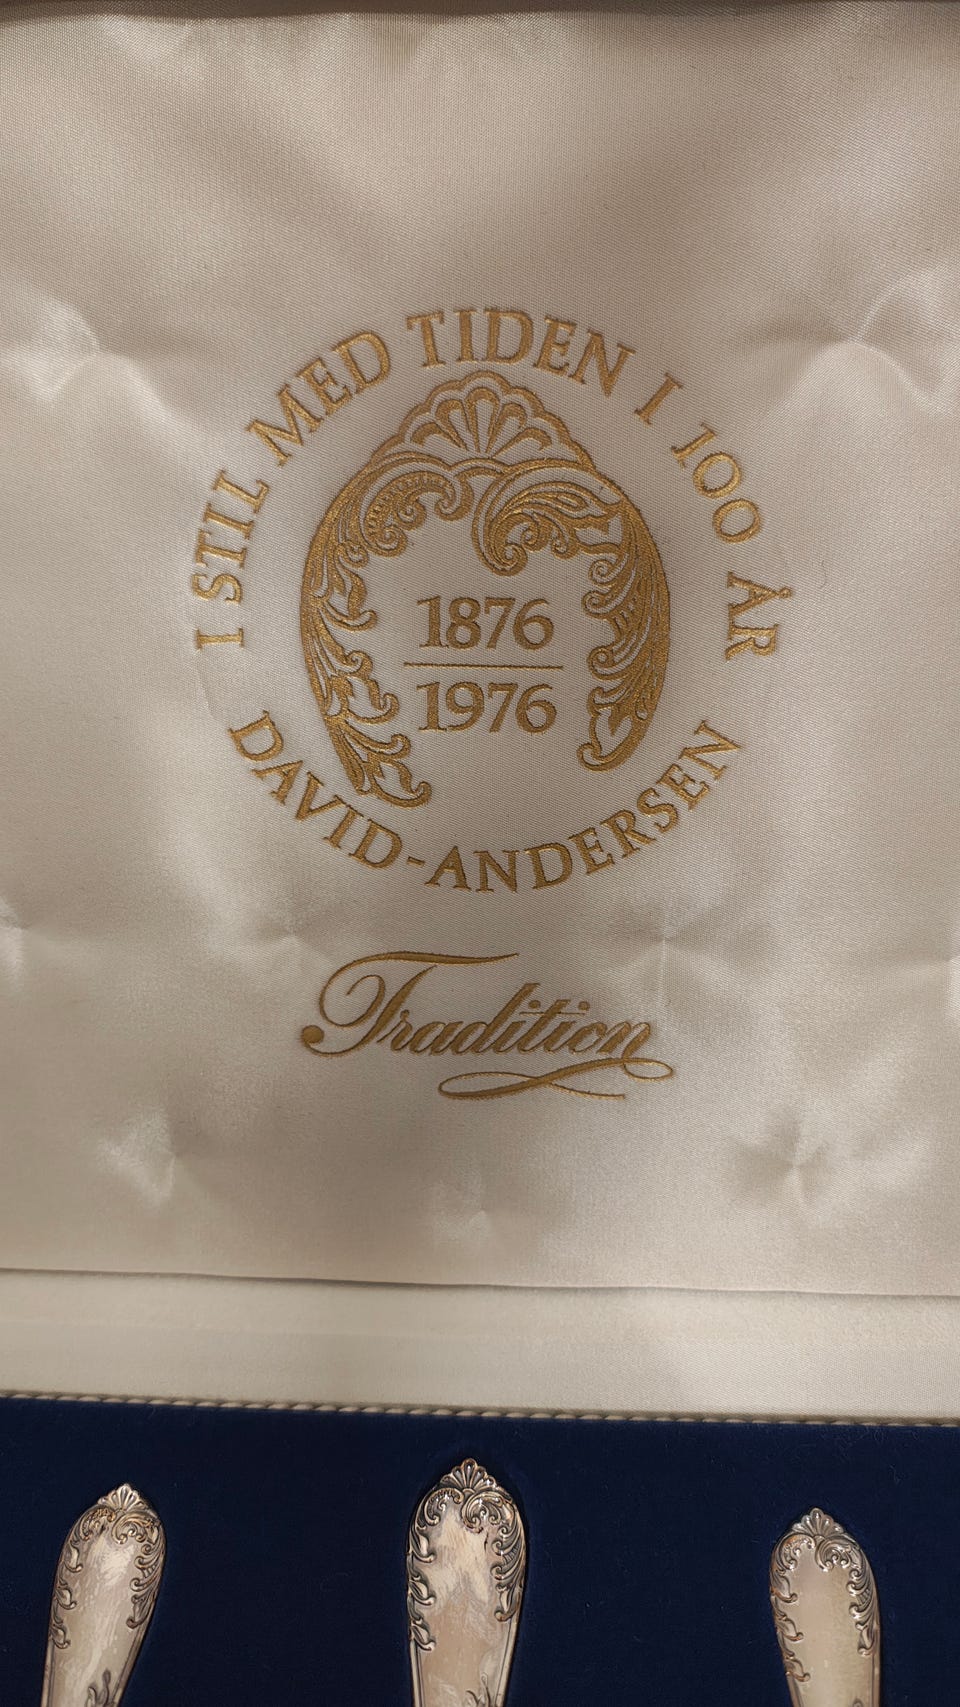 I STIL MED TIDEN I 100 ÅR
1876
1976
DAVID-ANDERSEN
Tradition